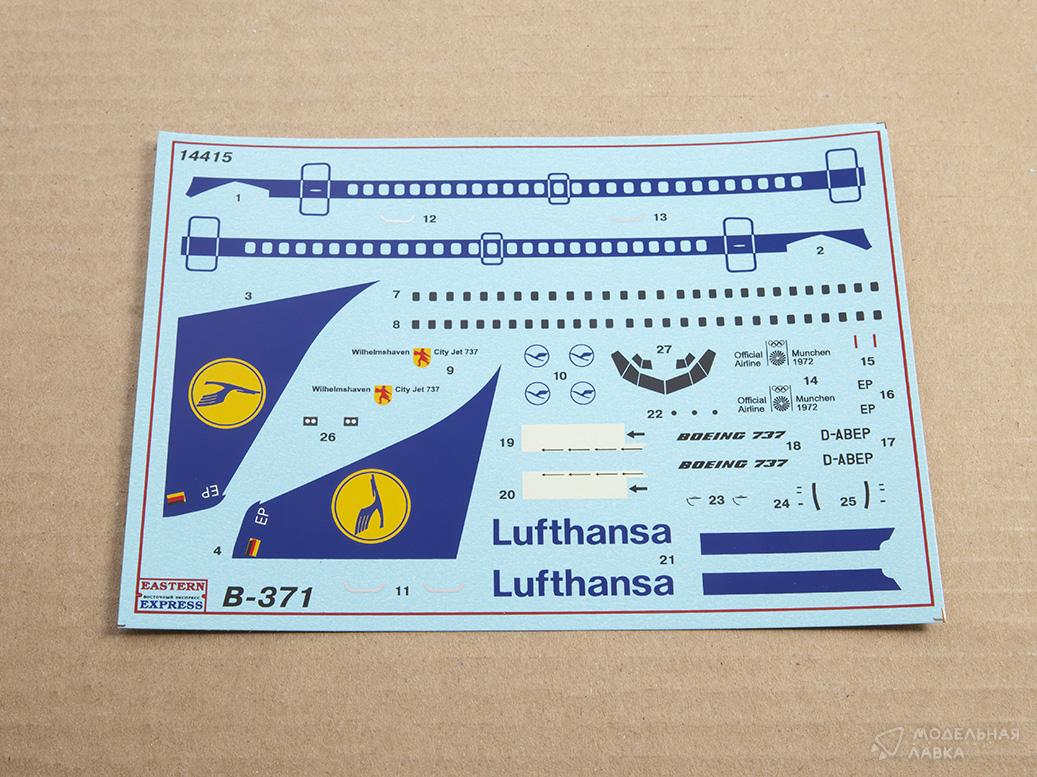 14415
1
12
13
2
3
7
8
Wilhelmshaven City Jet 737
9
Wilhelmshaven City Jet 737
10
27
Official Munchen
Airline 1972
15
14
Official Munchen
Airline 1972
EP
16
EP
22
26
19
BOEING 737
18
D-ABEP
17
BOEING 737
D-ABEP
20
23
24
25
EP
EP
4
Lufthansa
21
Lufthansa
11
EASTERN
ВОСТОЧНЫЙ ЭКСПРЕСС
EXPRESS
B-371
МОДЕЛЬНАЯ
ЛАВКА